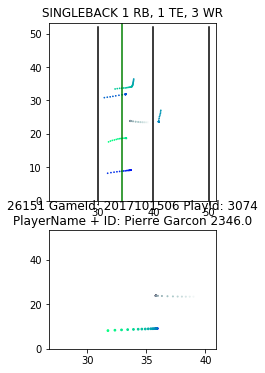 SINGLEBACK 1 RB, 1 TE, 3 WR
50
40
30
20
10
0
30 40 50
26151 GameId: 2017101506 PlayId: 3074
PlayerName + ID: Pierre Garcon 2346.0
40
20
0
30 35 40